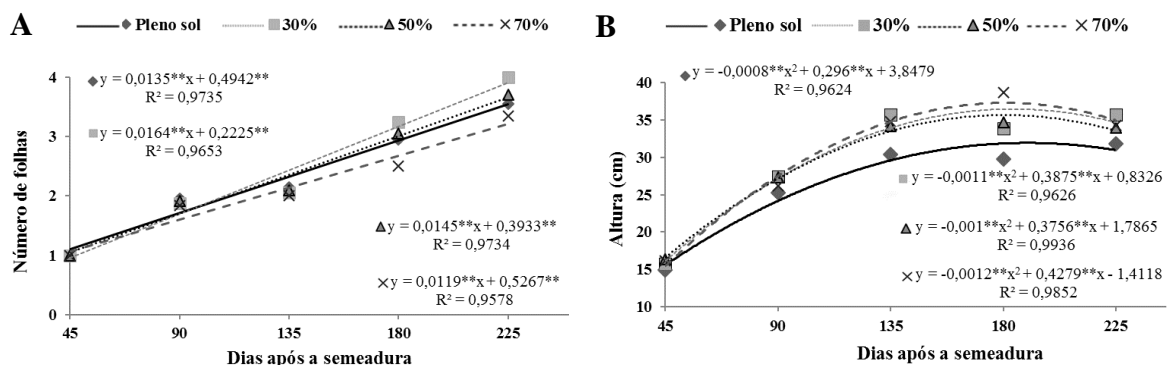 A
Pleno sol 30% 50% 70%
y = 0,0135**x + 0,4942**
R² = 0,9735
y = 0,0164**x + 0,2225**
R² = 0,9653
y = 0,0145**x + 0,3933**
R² = 0,9734
y = 0,0119**x + 0,5267**
R² = 0,9578
Número de folhas
4
3
2
1
0
45 90 135 180 225
Dias após a semeadura
B
Pleno sol 30% 50% 70%
y = -0,0008**x² + 0,296**x + 3,8479
R² = 0,9624
y = -0,0011**x² + 0,3875**x + 0,8326
R² = 0,9626
y = -0,001**x² + 0,3756**x + 1,7865
R² = 0,9936
y = -0,0012**x² + 0,4279**x - 1,4118
R² = 0,9852
Altura (cm)
40
35
30
25
20
15
10
45 90 135 180 225
Dias após a semeadura